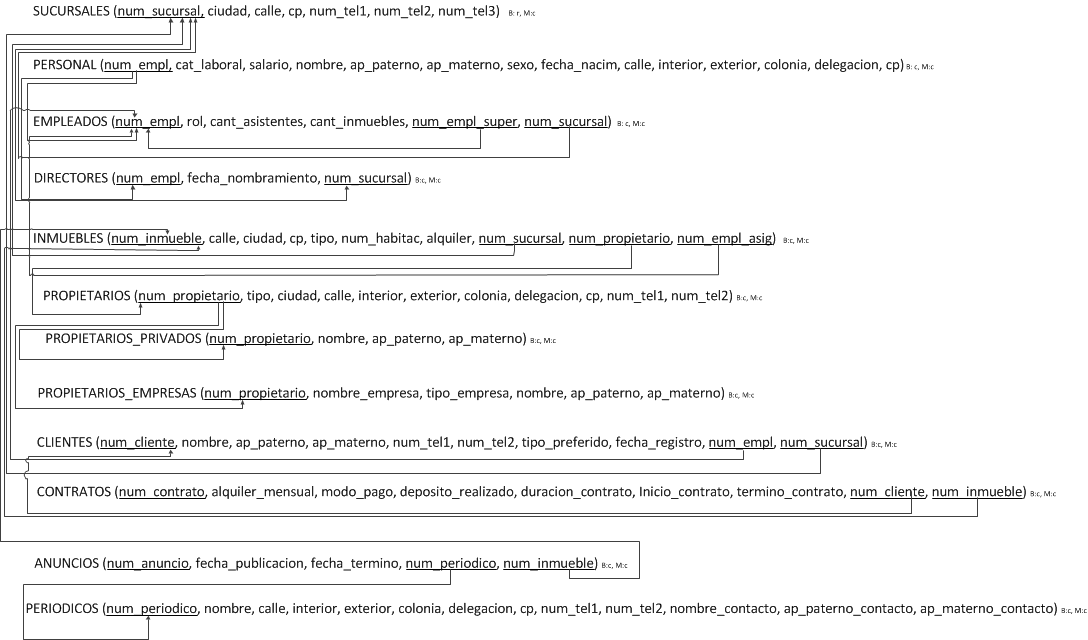 SUCURSALES (num_sucursal, ciudad, calle, cp, num_tel1, num_tel2, num_tel3) B: r, M:c
PERSONAL (num_empl, cat_laboral, salario, nombre, ap_paterno, ap_materno, sexo, fecha_nacim, calle, interior, exterior, colonia, delegacion, cp) B: c, M:c
EMPLEADOS (num_empl, rol, cant_asistentes, cant_inmuebles, num_empl_super, num_sucursal) B: c, M:c
DIRECTORES (num_empl, fecha_nombramiento, num_sucursal) B:c, M:c
INMUEBLES (num_inmueble, calle, ciudad, cp, tipo, num_habitac, alquiler, num_sucursal, num_propietario, num_empl_asig) B:c, M:c
PROPIETARIOS (num_propietario, tipo, ciudad, calle, interior, exterior, colonia, delegacion, cp, num_tel1, num_tel2) B:c, M:c
PROPIETARIOS_PRIVADOS (num_propietario, nombre, ap_paterno, ap_materno) B:c, M:c
PROPIETARIOS_EMPRESAS (num_propietario, nombre_empresa, tipo_empresa, nombre, ap_paterno, ap_materno) B:c, M:c
CLIENTES (num_cliente, nombre, ap_paterno, ap_materno, num_tel1, num_tel2, tipo_preferido, fecha_registro, num_empl, num_sucursal) B:c, M:c
CONTRATOS (num_contrato, alquiler_mensual, modo_pago, deposito_realizado, duracion_contrato, Inicio_contrato, termino_contrato, num_cliente, num_inmueble) B:c, M:c
ANUNCIOS (num_anuncio, fecha_publicacion, fecha_termino, num_periodico, num_inmueble) B:c, M:c
PERIODICOS (num_periodico, nombre, calle, interior, exterior, colonia, delegacion, cp, num_tel1, num_tel2, nombre_contacto, ap_paterno_contacto, ap_materno_contacto) B:c, M:c